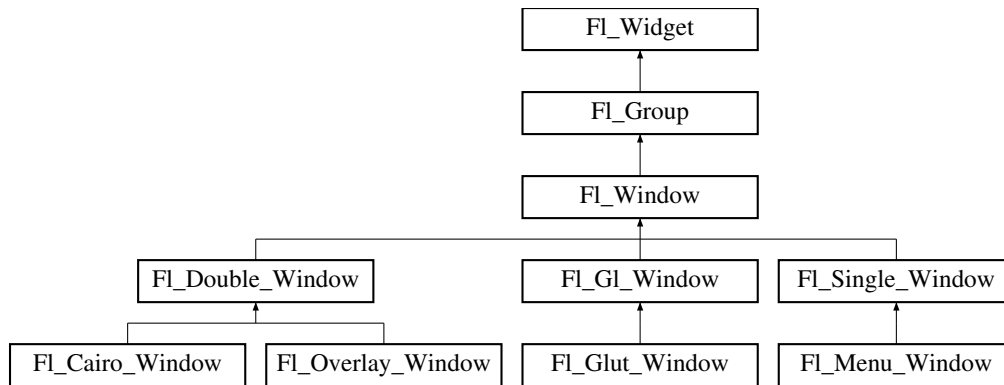 Fl_Widget
Fl_Group
Fl_Window
Fl_Double_Window
Fl_Gl_Window
Fl_Single_Window
Fl_Cairo_Window
Fl_Overlay_Window
Fl_Glut_Window
Fl_Menu_Window